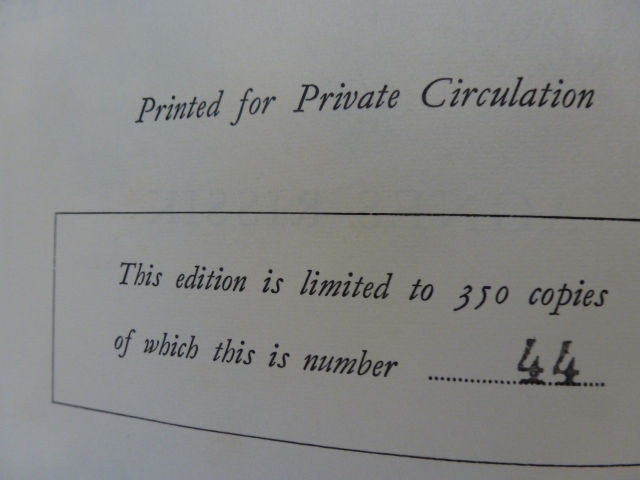 Printed for Private Circulation
This edition is limited to 350 copies
of which this is number 44